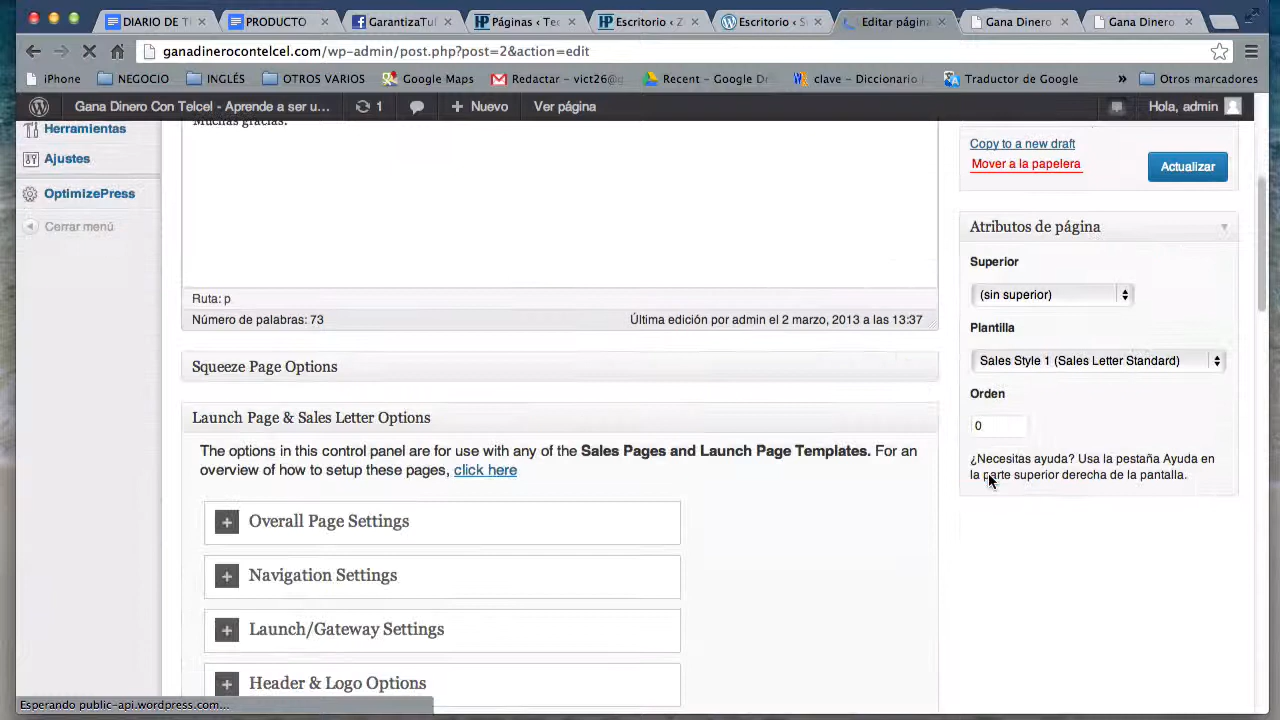 DIARIO DE T
PRODUCTO
GarantizaTu
Páginas ‹ T
Escritorio ‹ Z
Escritorio ‹ S
Editar página
Gana Dinero
Gana Dinero
ganadinerocontelcel.com/wp-admin/post.php?post=2&action=edit
iPhone
NEGOCIO
INGLÉS
OTROS VARIOS
Google Maps
Redactar – vict26@g
Recent – Google Dr
clave – Diccionario
Traductor de Google
»
Otros marcadores
Gana Dinero Con Telcel - Aprende a ser u...
1
Nuevo
Ver página
Hola, admin
Herramientas
Ajustes
OptimizePress
Cerrar menú
Muchas gracias.
Ruta: p
Número de palabras: 73
Última edición por admin el 2 marzo, 2013 a las 13:37
Squeeze Page Options
Launch Page & Sales Letter Options
The options in this control panel are for use with any of the Sales Pages and Launch Page Templates. For an
overview of how to setup these pages, click here
Overall Page Settings
Navigation Settings
Launch/Gateway Settings
Header & Logo Options
Copy to a new draft
Mover a la papelera
Actualizar
Atributos de página
Superior
(sin superior)
Plantilla
Sales Style 1 (Sales Letter Standard)
Orden
0
¿Necesitas ayuda? Usa la pestaña Ayuda en
la parte superior derecha de la pantalla.
Esperando public-api.wordpress.com...